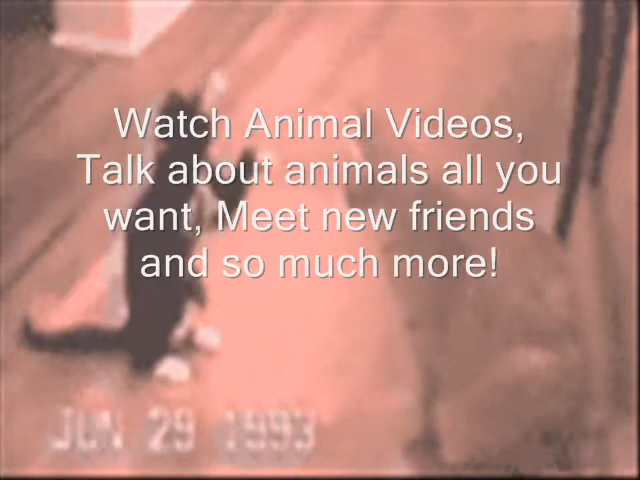 Watch Animal Videos,
Talk about animals all you
want, Meet new friends
and so much more!
JUN 29 1993